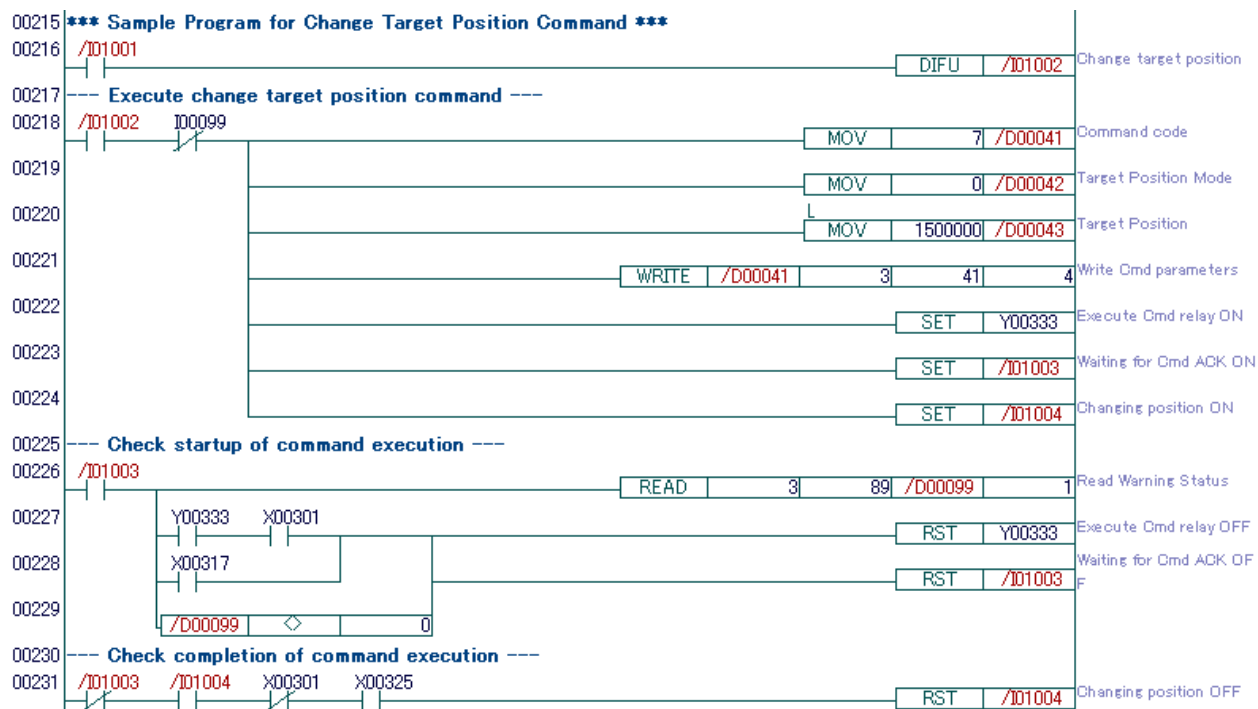 00215 *** Sample Program for Change Target Position Command ***
00216 /I01001 DIFU /I01002 Change target position
00217 --- Execute change target position command ---
00218 /I01002 I00099 MOV 7 /D00041 Command code
00219 MOV 0 /D00042 Target Position Mode
00220 L MOV 1500000 /D00043 Target Position
00221 WRITE /D00041 3 41 4 Write Cmd parameters
00222 SET Y00333 Execute Cmd relay ON
00223 SET /I01003 Waiting for Cmd ACK ON
00224 SET /I01004 Changing position ON
00225 --- Check startup of command execution ---
00226 /I01003 READ 3 89 /D00099 1 Read Warning Status
00227 Y00333 X00301 RST Y00333 Execute Cmd relay OFF
00228 X00317 RST /I01003 Waiting for Cmd ACK OF
F
00229 /D00099 <> 0
00230 --- Check completion of command execution ---
00231 /I01003 /I01004 X00301 X00325 RST /I01004 Changing position OFF